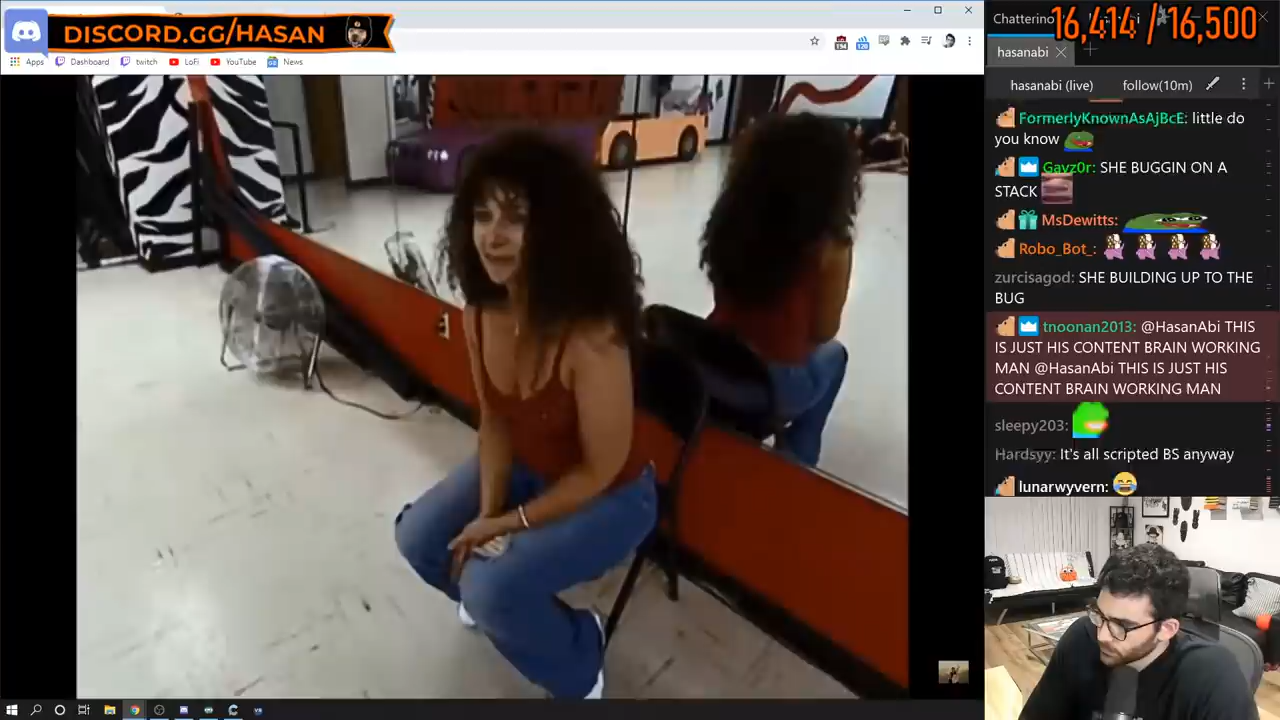 DISCORD.GG/HASAN
Apps
Dashboard
twitch
LoFi
YouTube
News
194
120
Chatterino
16,414 / 16,500
hasanabi
hasanabi (live)
follow(10m)
FormerlyKnownAsAjBcE: little do
you know
Gayz0r: SHE BUGGIN ON A
STACK
MsDewitts:
Robo_Bot_:
zurcisagod: SHE BUILDING UP TO THE
BUG
tnoonan2013: @HasanAbi THIS
IS JUST HIS CONTENT BRAIN WORKING
MAN @HasanAbi THIS IS JUST HIS
CONTENT BRAIN WORKING MAN
sleepy203:
Hardsyy: It's all scripted BS anyway
lunarwyvern: